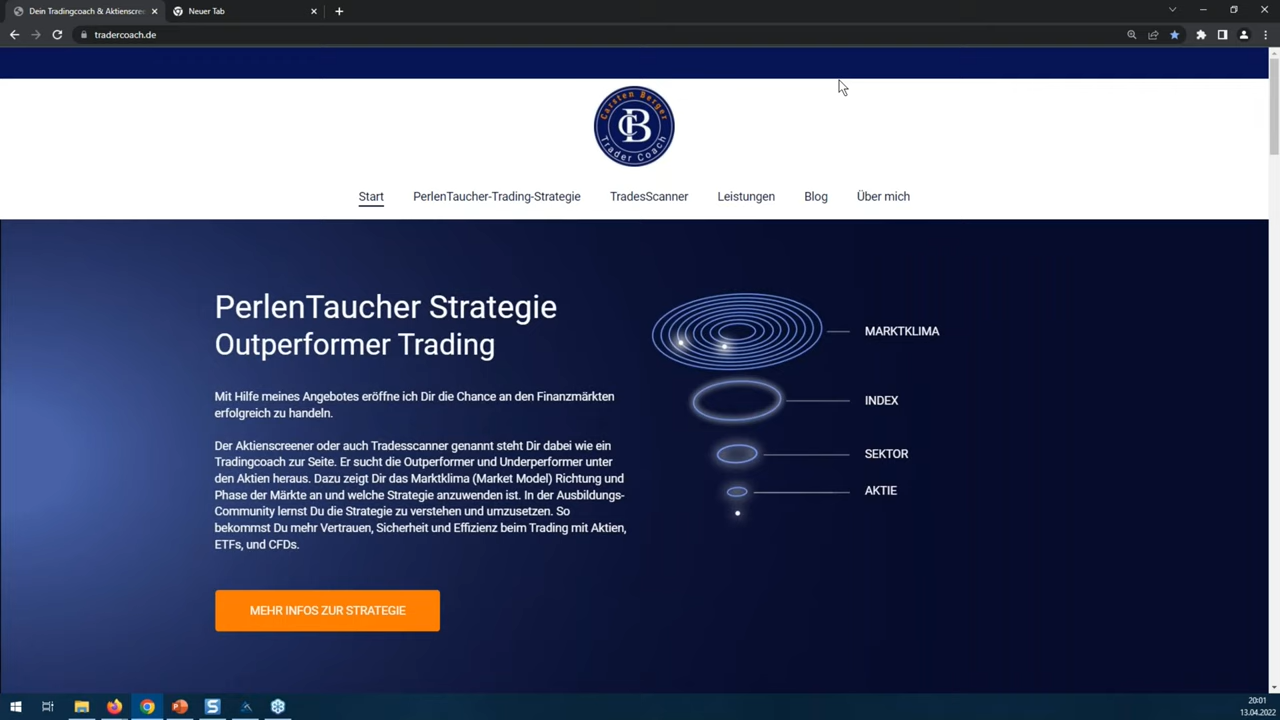 Dein Tradingcoach & Aktienscree
Neuer Tab
tradercoach.de
Carsten Berger
CB
Trader Coach
Start
PerlenTaucher-Trading-Strategie
TradesScanner
Leistungen
Blog
Über mich
PerlenTaucher Strategie
Outperformer Trading
Mit Hilfe meines Angebotes eröffne ich Dir die Chance an den Finanzmärkten
erfolgreich zu handeln.
Der Aktienscreener oder auch Tradesscanner genannt steht Dir dabei wie ein
Tradingcoach zur Seite. Er sucht die Outperformer und Underperformer unter
den Aktien heraus. Dazu zeigt Dir das Marktklima (Market Model) Richtung und
Phase der Märkte an und welche Strategie anzuwenden ist. In der Ausbildungs-
Community lernst Du die Strategie zu verstehen und umzusetzen. So
bekommst Du mehr Vertrauen, Sicherheit und Effizienz beim Trading mit Aktien,
ETFs, und CFDs.
MEHR INFOS ZUR STRATEGIE
MARKTKLIMA
INDEX
SEKTOR
AKTIE
20:01
13.04.2022